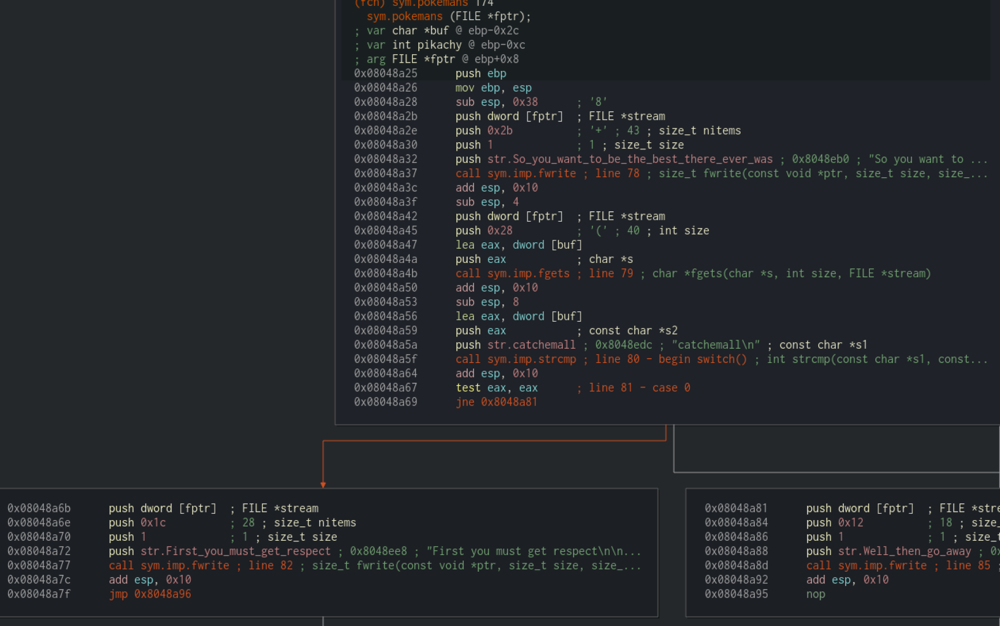 (fcn) sym.pokemans 174
sym.pokemans (FILE *fptr);
; var char *buf @ ebp-0x2c
; var int pikachy @ ebp-0xc
; arg FILE *fptr @ ebp+0x8
0x08048a25 push ebp
0x08048a26 mov ebp, esp
0x08048a28 sub esp, 0x38 ; '8'
0x08048a2b push dword [fptr] ; FILE *stream
0x08048a2e push 0x2b ; '+' ; 43 ; size_t nitems
0x08048a30 push 1 ; 1 ; size_t size
0x08048a32 push str.So_you_want_to_be_the_best_there_ever_was ; 0x8048eb0 ; "So you want to ...
0x08048a37 call sym.imp.fwrite ; line 78 ; size_t fwrite(const void *ptr, size_t size, size_...
0x08048a3c add esp, 0x10
0x08048a3f sub esp, 4
0x08048a42 push dword [fptr] ; FILE *stream
0x08048a45 push 0x28 ; '(' ; 40 ; int size
0x08048a47 lea eax, dword [buf]
0x08048a4a push eax ; char *s
0x08048a4b call sym.imp.fgets ; line 79 ; char *fgets(char *s, int size, FILE *stream)
0x08048a50 add esp, 0x10
0x08048a53 sub esp, 8
0x08048a56 lea eax, dword [buf]
0x08048a59 push eax ; const char *s2
0x08048a5a push str.catchemall ; 0x8048edc ; "catchemall\n" ; const char *s1
0x08048a5f call sym.imp.strcmp ; line 80 - begin switch() ; int strcmp(const char *s1, const...
0x08048a64 add esp, 0x10
0x08048a67 test eax, eax ; line 81 - case 0
0x08048a69 jne 0x8048a81
0x08048a6b push dword [fptr] ; FILE *stream
0x08048a6e push 0x1c ; 28 ; size_t nitems
0x08048a70 push 1 ; 1 ; size_t size
0x08048a72 push str.First_you_must_get_respect ; 0x8048ee8 ; "First you must get respect\n\n...
0x08048a77 call sym.imp.fwrite ; line 82 ; size_t fwrite(const void *ptr, size_t size, size_...
0x08048a7c add esp, 0x10
0x08048a7f jmp 0x8048a96
0x08048a81 push dword [fptr] ; FILE *stre
0x08048a84 push 0x12 ; 18 ; size_
0x08048a86 push 1 ; 1 ; size_t
0x08048a88 push str.Well_then_go_away ; 0x
0x08048a8d call sym.imp.fwrite ; line 85 ;
0x08048a92 add esp, 0x10
0x08048a95 nop